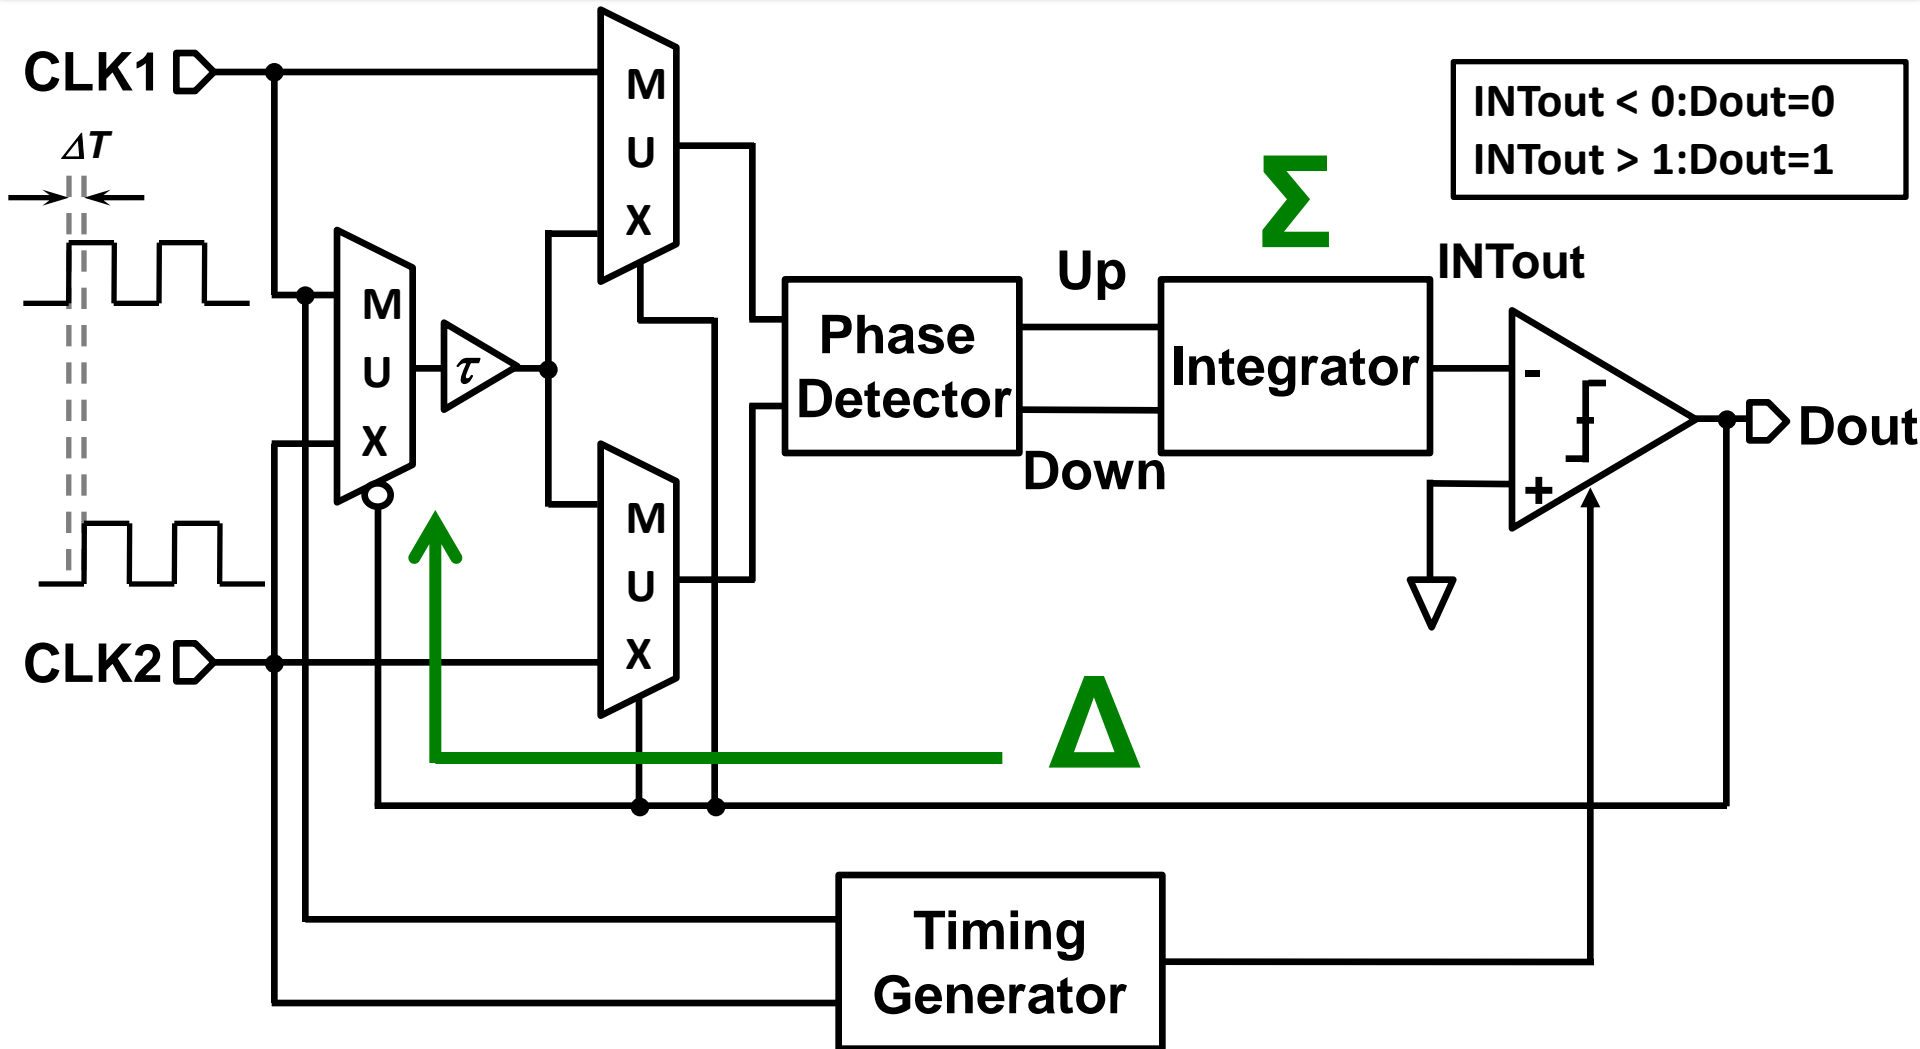 CLK1
ΔT
CLK2
M
U
X
τ
M
U
X
M
U
X
Phase
Detector
Up
Down
Σ
Integrator
INTout
INTout < 0:Dout=0
INTout > 1:Dout=1
-
+
Dout
Δ
Timing
Generator